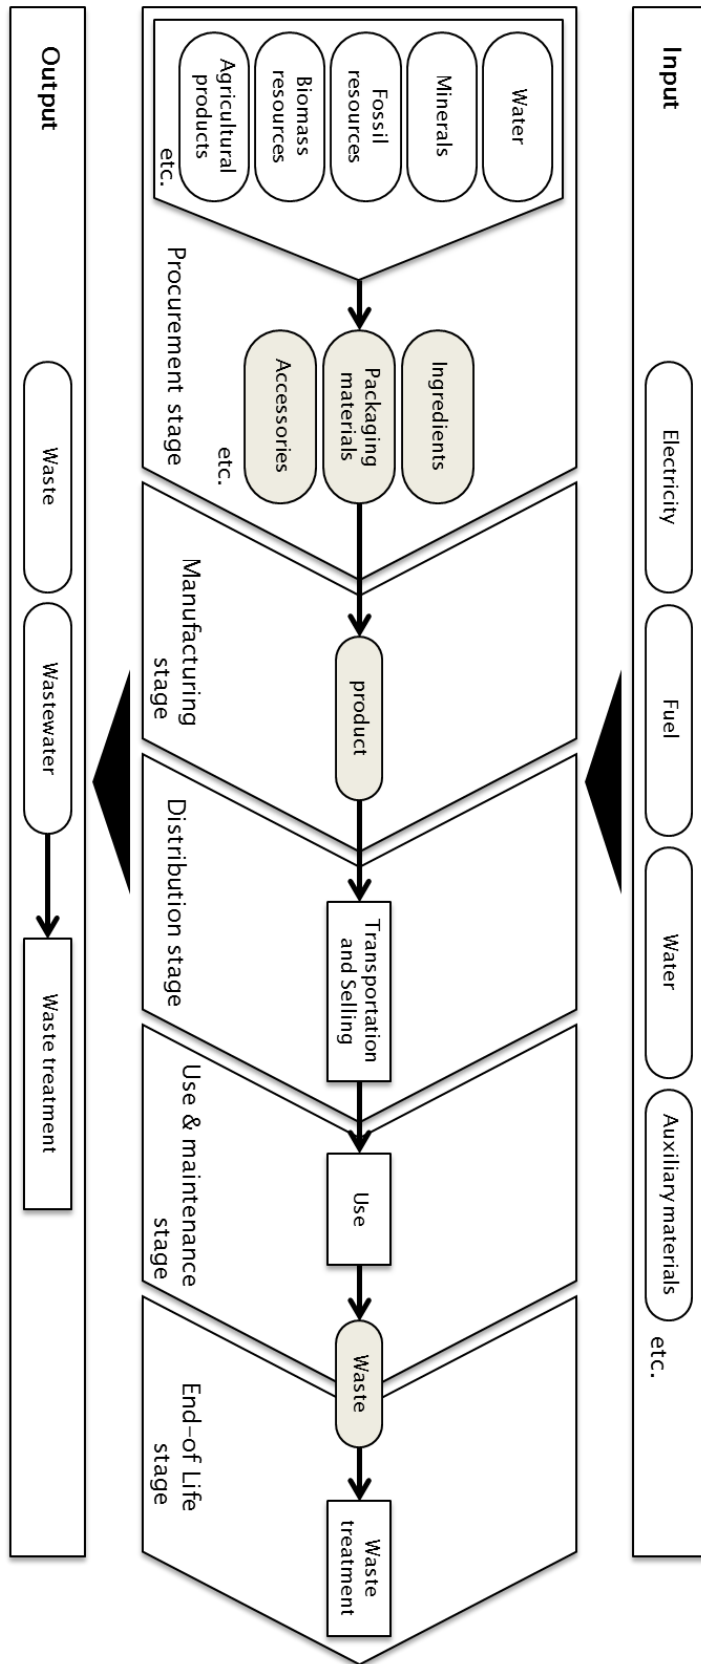 Input
Electricity
Fuel
Water
Auxiliary materials
etc.
Water
Minerals
Fossil
resources
Biomass
resources
Agricultural
products
etc.
Procurement stage
Ingredients
Packaging
materials
Accessories
etc.
Manufacturing
stage
product
Distribution stage
Transportation
and Selling
Use & maintenance
stage
Use
Waste
End-of Life
stage
Waste
treatment
Output
Waste
Wastewater
Waste treatment